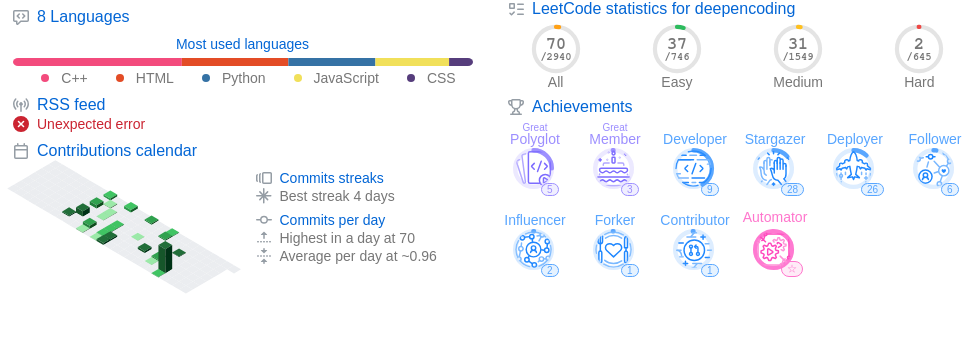 8 Languages
Most used languages
C++ HTML Python JavaScript CSS
RSS feed
Unexpected error
Contributions calendar
Commits streaks
Best streak 4 days
Commits per day
Highest in a day at 70
Average per day at ~0.96
LeetCode statistics for deepencoding
70 37 31 2
/2940 /746 /1549 /645
All Easy Medium Hard
Achievements
Great Great
Polyglot Member Developer Stargazer Deployer Follower
5 3 9 28 26 6
Influencer Forker Contributor Automator
2 1 1